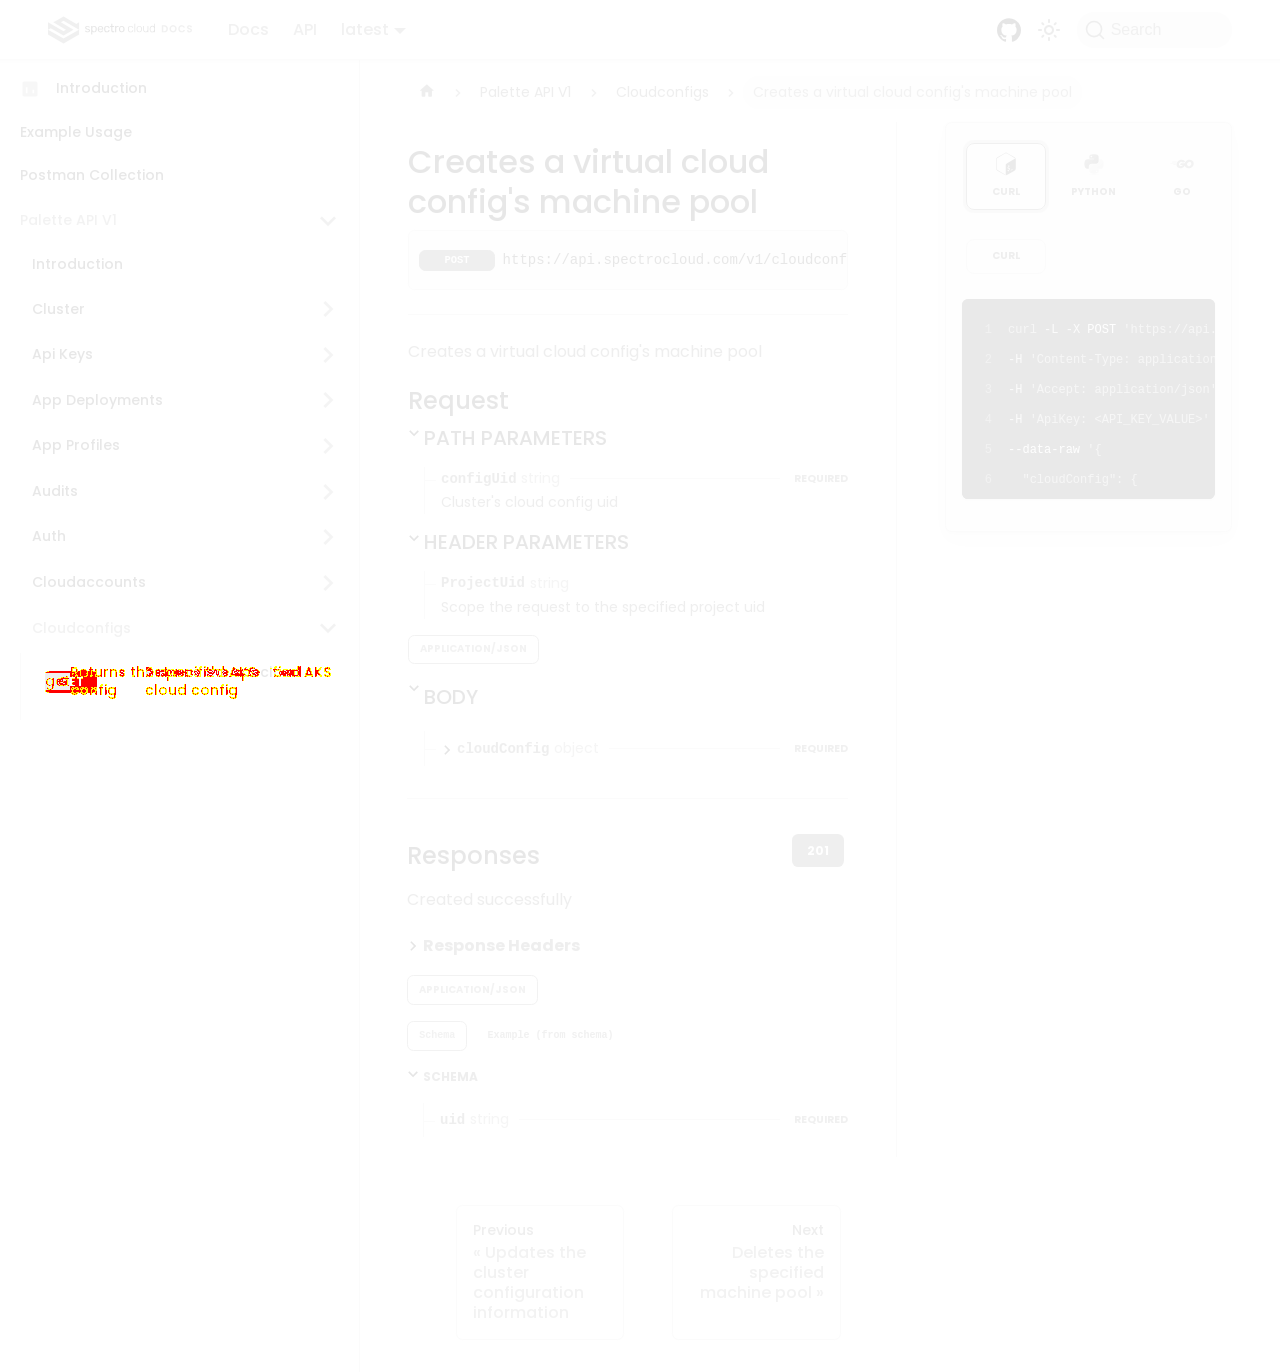 spectro cloud DOCS
Docs
API
latest
Search
Introduction
Example Usage
Postman Collection
Palette API V1
Introduction
Cluster
Api Keys
App Deployments
App Profiles
Audits
Auth
Cloudaccounts
Cloudconfigs
config
cloud config
Palette API V1
Cloudconfigs
Creates a virtual cloud config's machine pool
Creates a virtual cloud
config's machine pool
POST https://api.spectrocloud.com/v1/cloudconf
Creates a virtual cloud config's machine pool
Request
PATH PARAMETERS
configUid string REQUIRED
Cluster's cloud config uid
HEADER PARAMETERS
ProjectUid string
Scope the request to the specified project uid
APPLICATION/JSON
BODY
cloudConfig object REQUIRED
Responses
201
Created successfully
Response Headers
APPLICATION/JSON
Schema Example (from schema)
SCHEMA
uid string REQUIRED
Previous
« Updates the
cluster
configuration
information
Next
Deletes the
specified
machine pool »
CURL PYTHON GO
CURL
1 curl -L -X POST 'https://api.
2 -H 'Content-Type: application
3 -H 'Accept: application/json'
4 -H 'ApiKey: <API_KEY_VALUE>'
5 --data-raw '{
6 "cloudConfig": {